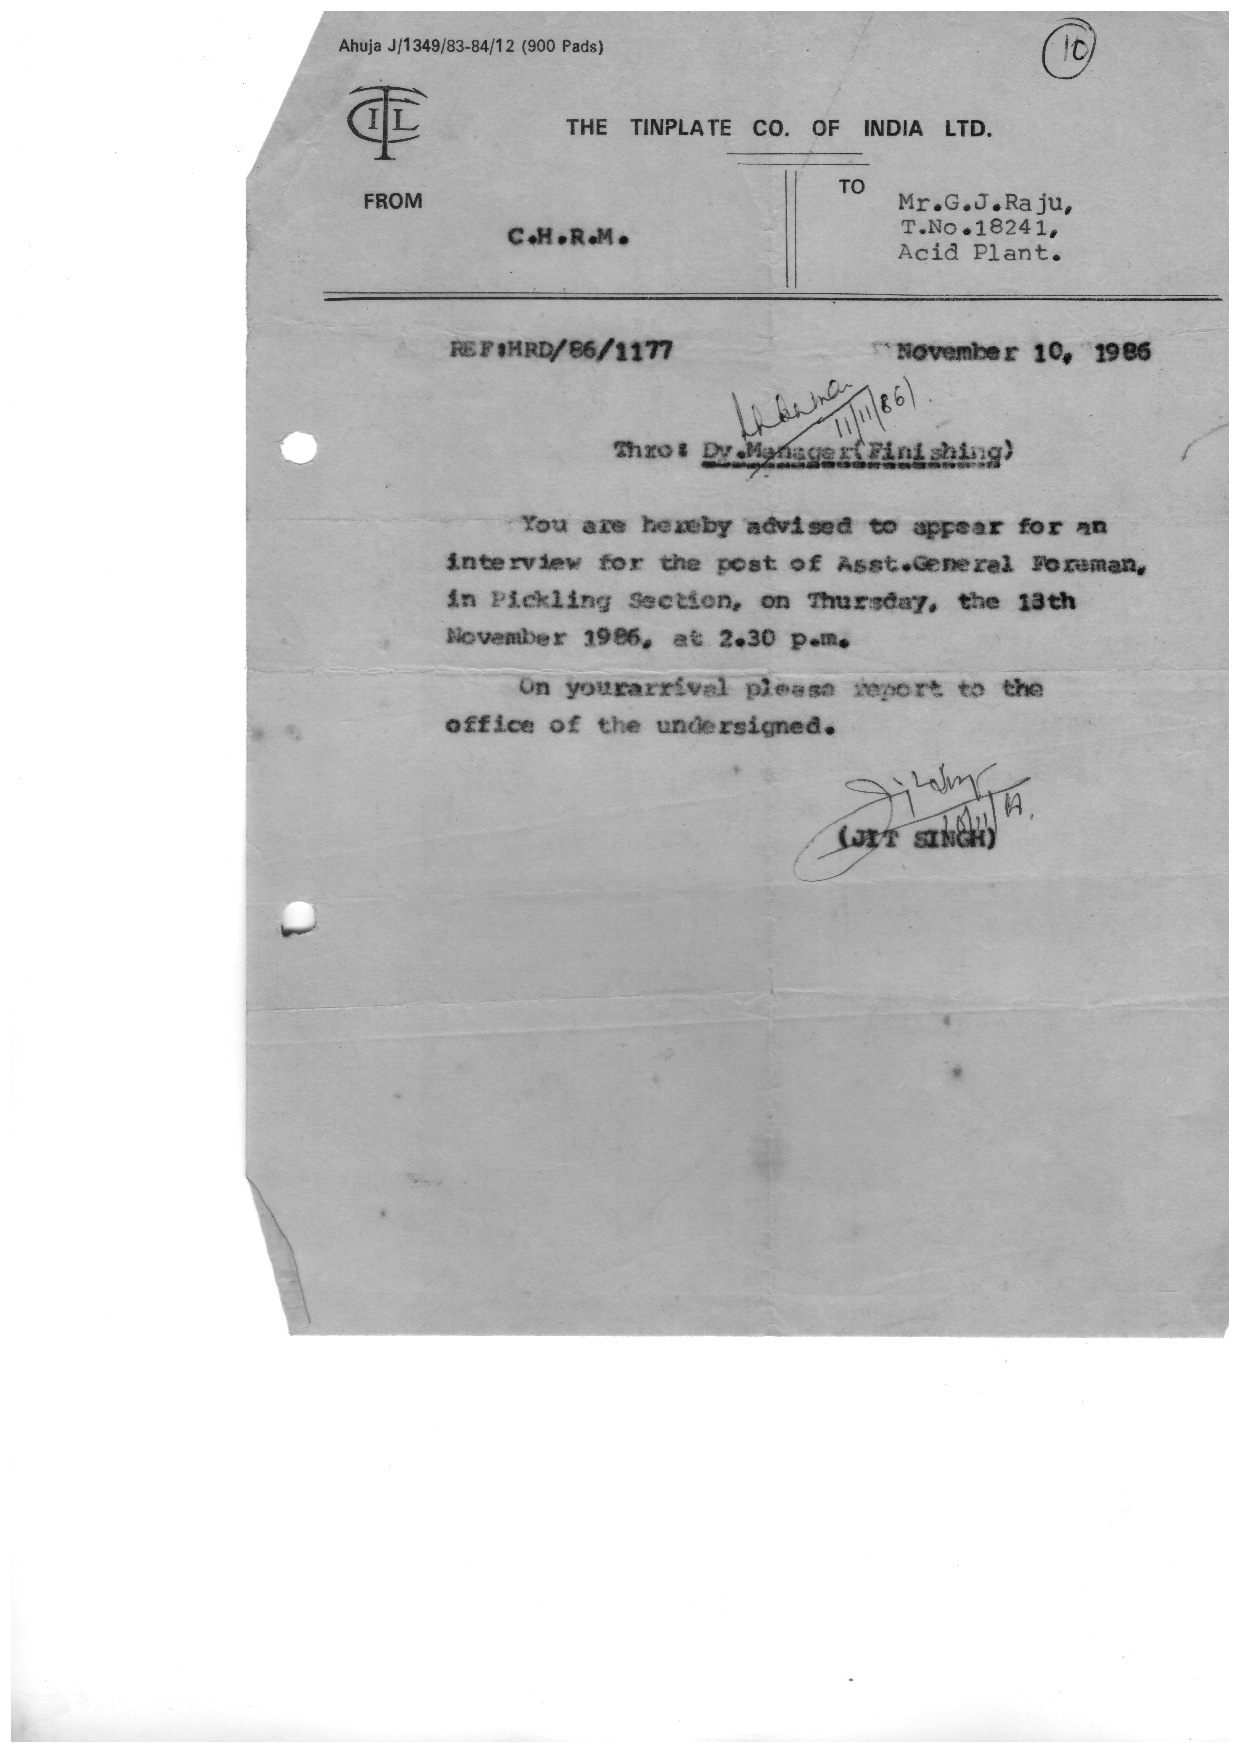 Ahuja J/1349/83-84/12 (900 Pads)
10
TCIL
THE TINPLATE CO. OF INDIA LTD.
FROM
TO
C.H.R.M.
Mr.G.J.Raju,
T.No.18241,
Acid Plant.
REF:HRD/86/1177
November 10, 1986
11/11/86
Thro: Dy.Manager(Finishing)
You are hereby advised to appear for an
interview for the post of Asst.General Foreman,
in Pickling Section, on Thursday, the 13th
November 1986, at 2.30 p.m.
On yourarrival please report to the
office of the undersigned.
(JIT SINGH)